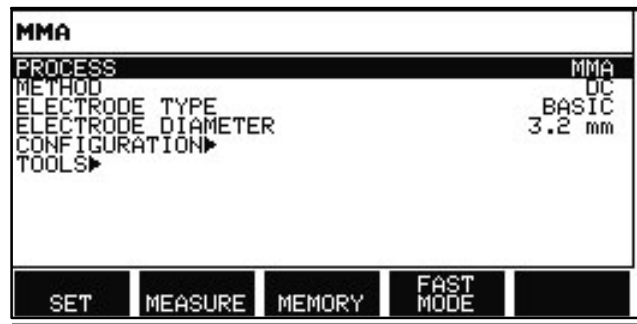 MMA
PROCESS MMA
METHOD DC
ELECTRODE TYPE BASIC
ELECTRODE DIAMETER 3.2 mm
CONFIGURATION▶
TOOLS▶
SET MEASURE MEMORY FAST MODE